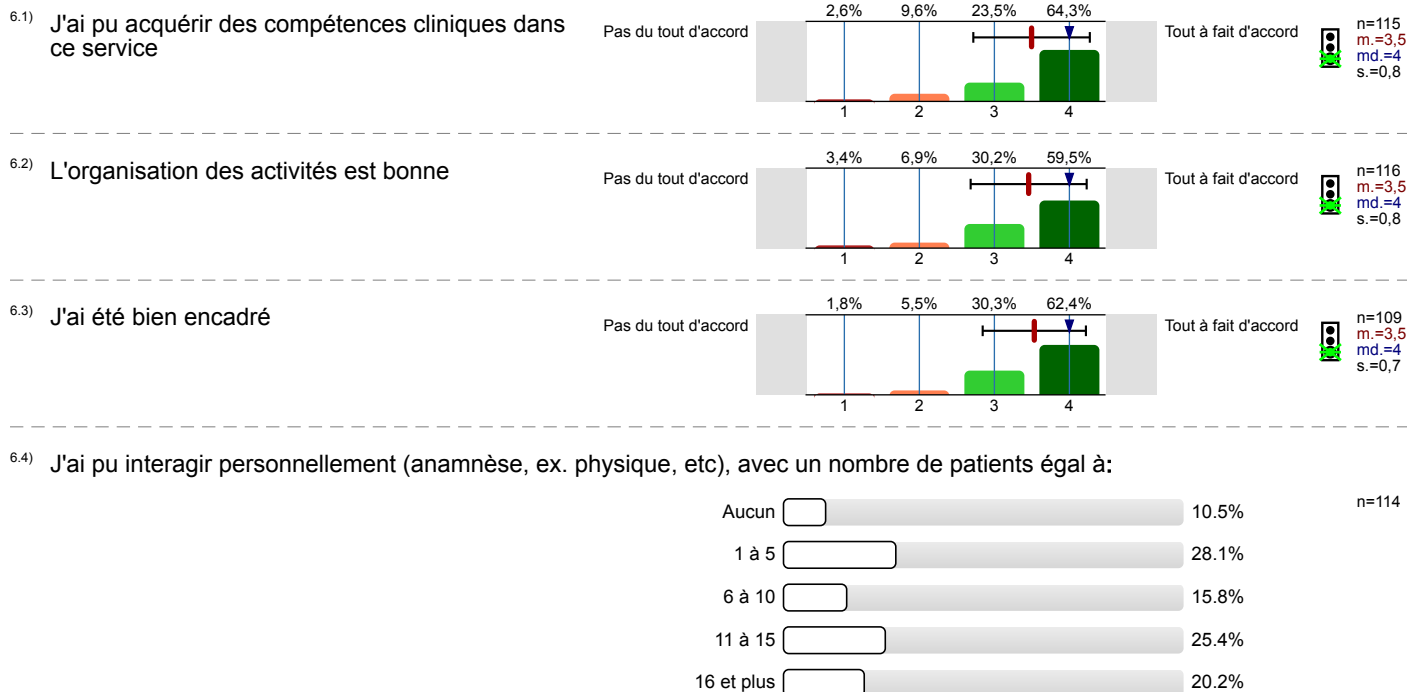 6.1) J'ai pu acquérir des compétences cliniques dans
ce service
Pas du tout d'accord
2,6% 9,6% 23,5% 64,3%
1 2 3 4
Tout à fait d'accord
n=115
m.=3,5
md.=4
s.=0,8
6.2) L'organisation des activités est bonne
Pas du tout d'accord
3,4% 6,9% 30,2% 59,5%
1 2 3 4
Tout à fait d'accord
n=116
m.=3,5
md.=4
s.=0,8
6.3) J'ai été bien encadré
Pas du tout d'accord
1,8% 5,5% 30,3% 62,4%
1 2 3 4
Tout à fait d'accord
n=109
m.=3,5
md.=4
s.=0,7
6.4) J'ai pu interagir personnellement (anamnèse, ex. physique, etc), avec un nombre de patients égal à:
Aucun 10.5% n=114
1 à 5 28.1%
6 à 10 15.8%
11 à 15 25.4%
16 et plus 20.2%